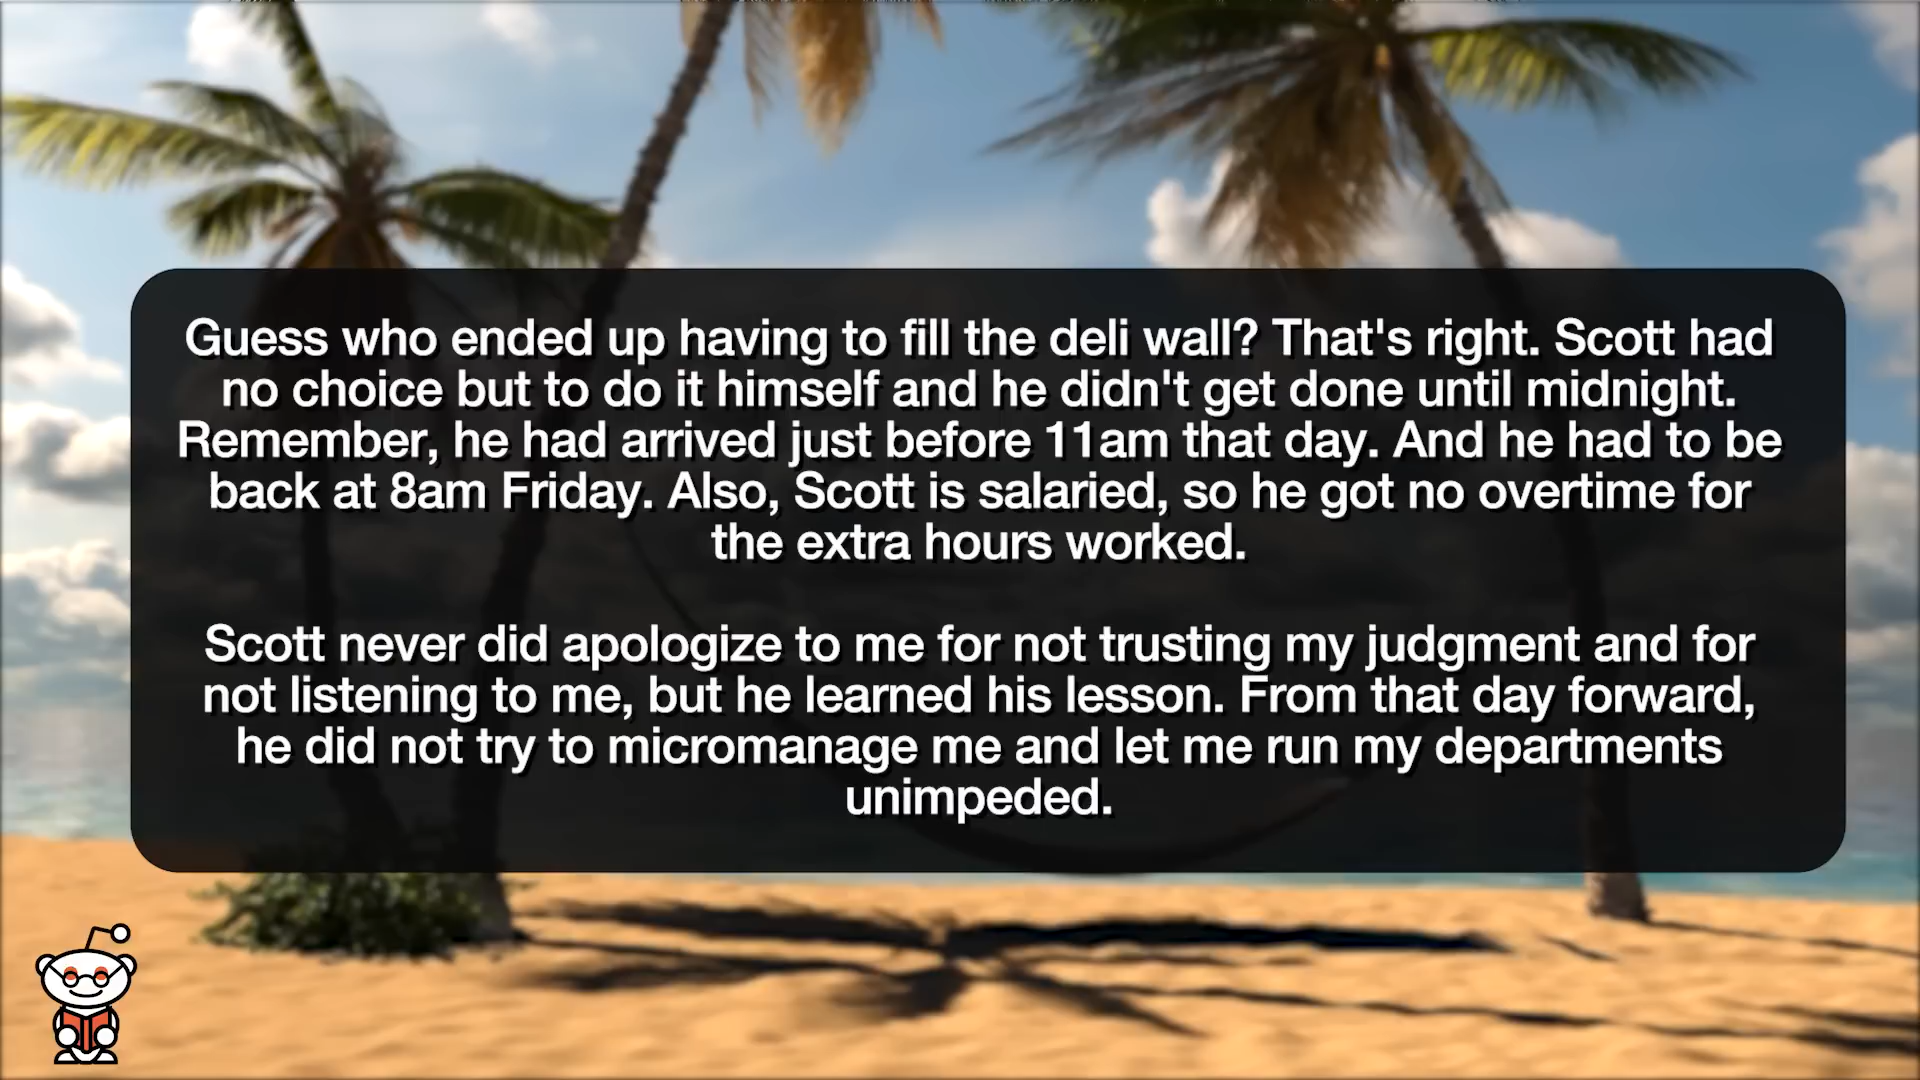 Guess who ended up having to fill the deli wall? That's right. Scott had
no choice but to do it himself and he didn't get done until midnight.
Remember, he had arrived just before 11am that day. And he had to be
back at 8am Friday. Also, Scott is salaried, so he got no overtime for
the extra hours worked.
Scott never did apologize to me for not trusting my judgment and for
not listening to me, but he learned his lesson. From that day forward,
he did not try to micromanage me and let me run my departments
unimpeded.